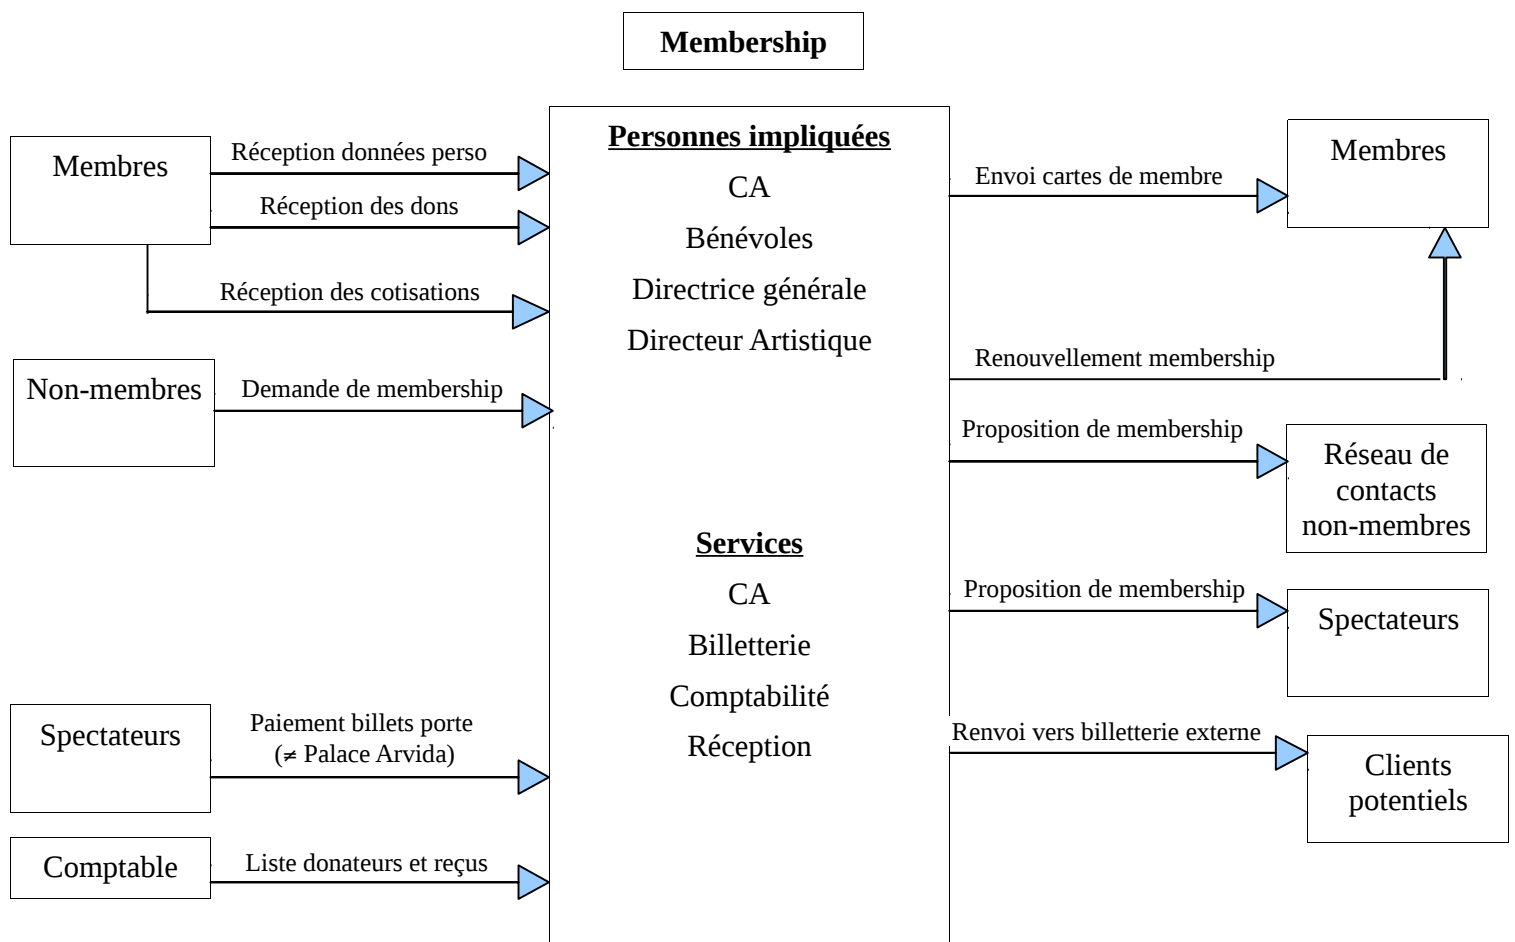 Membership
Membres
Réception données perso
Réception des dons
Réception des cotisations
Non-membres
Demande de membership
Spectateurs
Paiement billets porte
(≠ Palace Arvida)
Comptable
Liste donateurs et reçus
Personnes impliquées
CA
Bénévoles
Directrice générale
Directeur Artistique
Services
CA
Billetterie
Comptabilité
Réception
Envoi cartes de membre
Membres
Renouvellement membership
Proposition de membership
Réseau de
contacts
non-membres
Proposition de membership
Spectateurs
Renvoi vers billetterie externe
Clients
potentiels